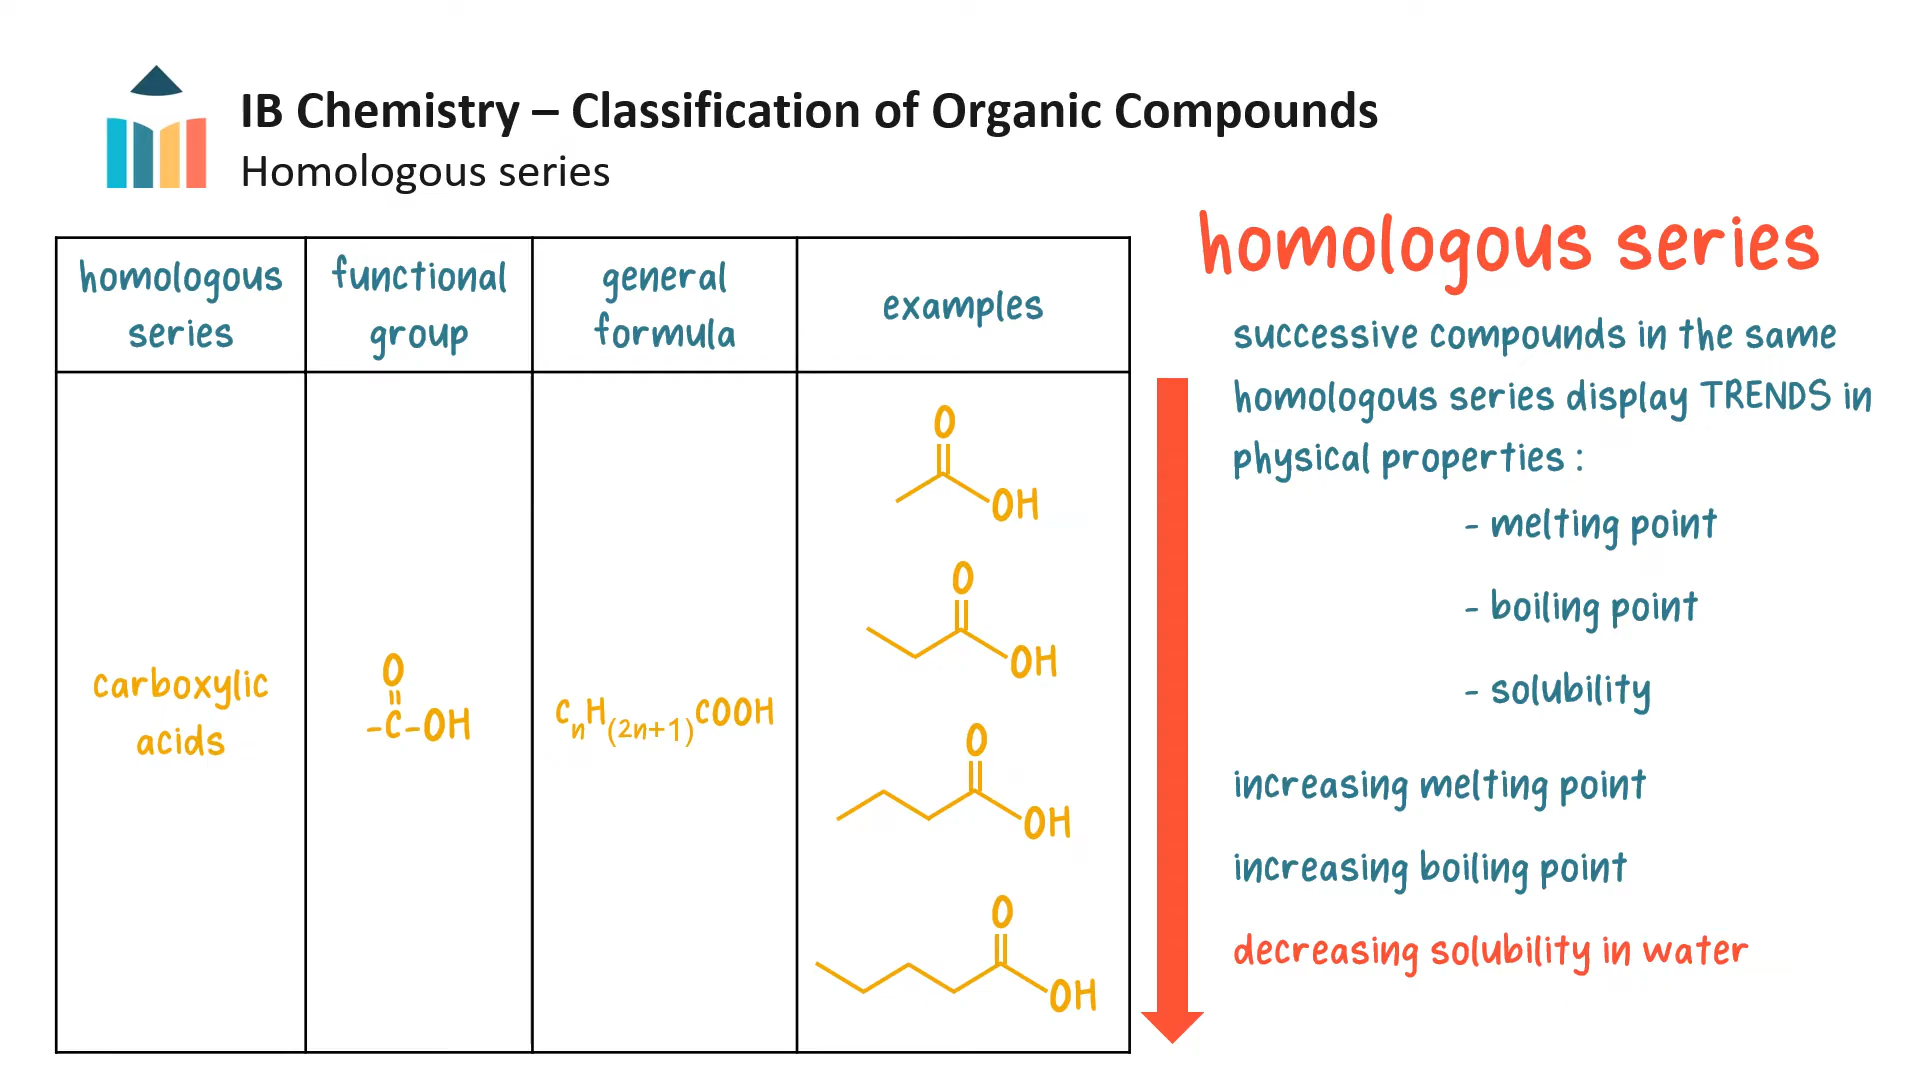 IB Chemistry – Classification of Organic Compounds
Homologous series
homologous series
functional group
general formula
examples
carboxylic acids
O
-C-OH
CnH(2n+1)COOH
O
OH
O
OH
O
OH
O
OH
homologous series
successive compounds in the same
homologous series display TRENDS in
physical properties :
- melting point
- boiling point
- solubility
increasing melting point
increasing boiling point
decreasing solubility in water